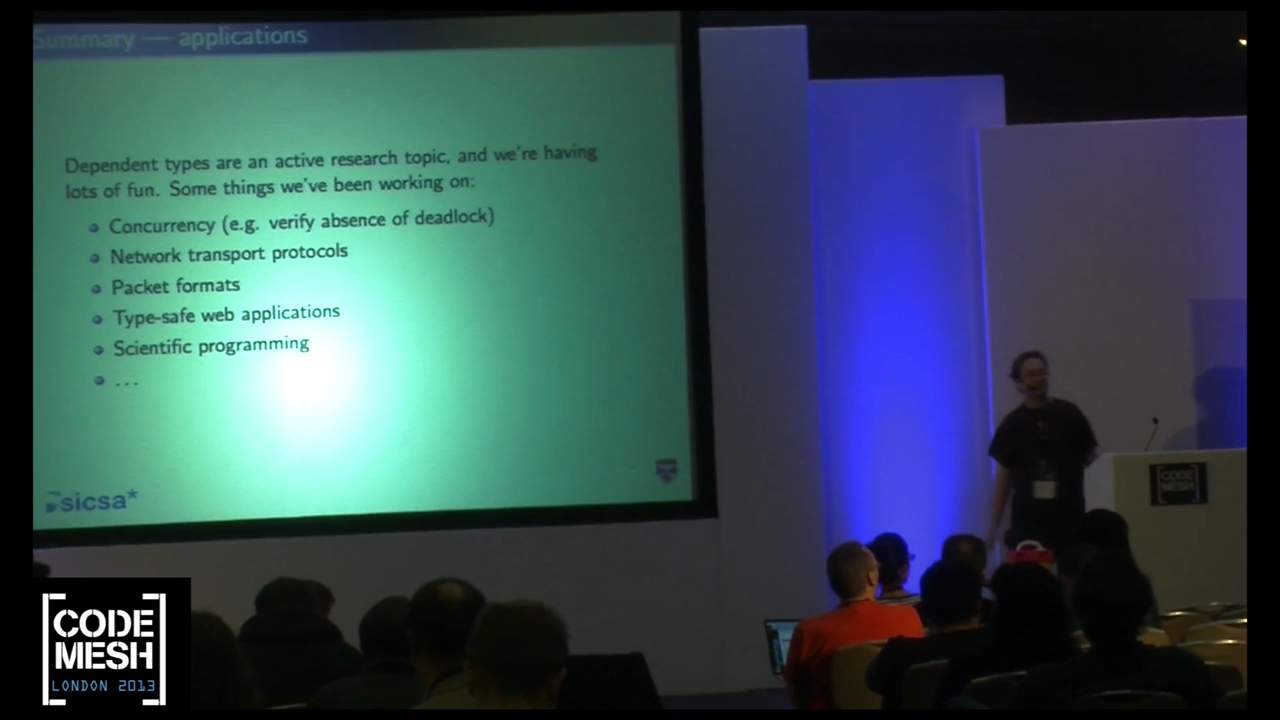 Summary — applications
Dependent types are an active research topic, and we're having
lots of fun. Some things we've been working on:
Concurrency (e.g. verify absence of deadlock)
Network transport protocols
Packet formats
Type-safe web applications
Scientific programming
...
sicsa*
CODE
MESH
CODE
MESH
LONDON 2013